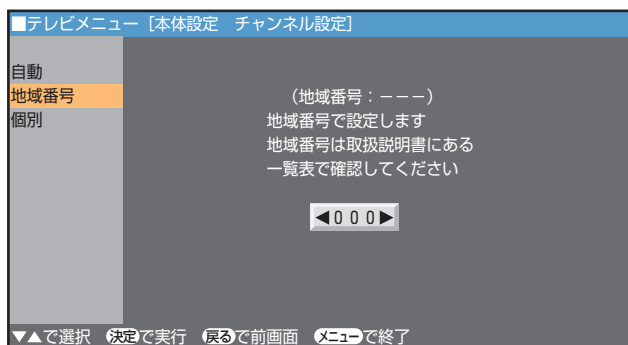 ■テレビメニュー［本体設定　チャンネル設定］
自動
地域番号
個別
（地域番号：－－－）
地域番号で設定します
地域番号は取扱説明書にある
一覧表で確認してください
◀０００▶
▼▲で選択　決定で実行　戻るで前画面　メニューで終了